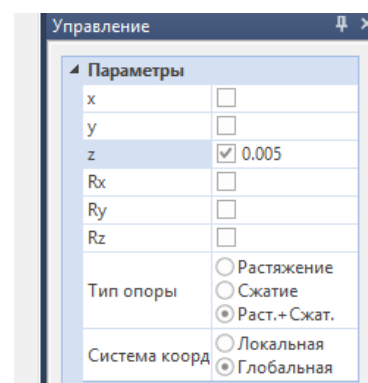 Управление
Параметры
x
y
z 0.005
Rx
Ry
Rz
Растяжение
Тип опоры Сжатие
Раст.+Сжат.
Локальная
Система коорд
Глобальная